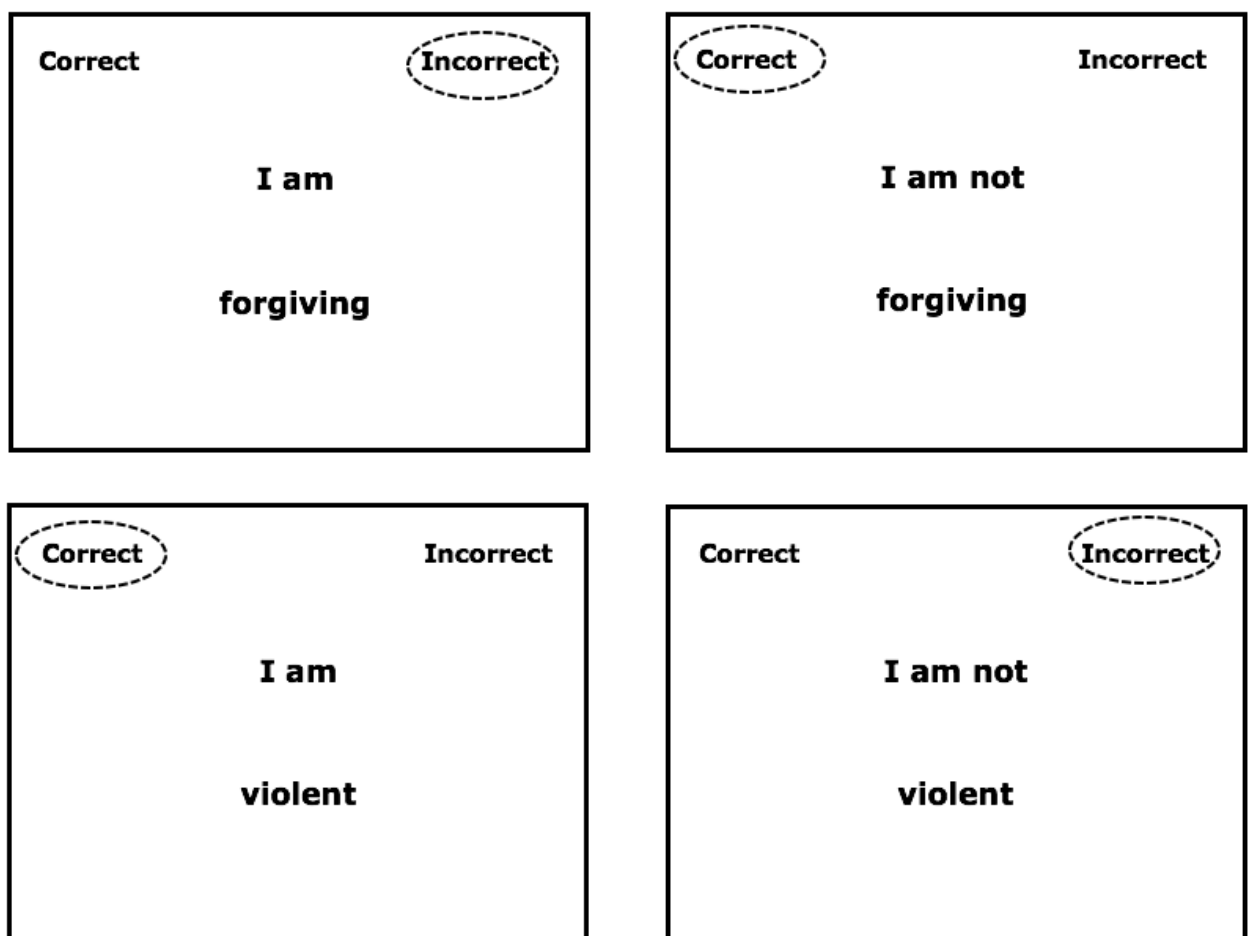 Correct Incorrect
I am
forgiving
Correct Incorrect
I am not
forgiving
Correct Incorrect
I am
violent
Correct Incorrect
I am not
violent